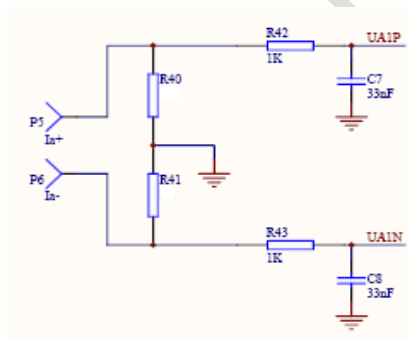 R42
UA1P
1K
R40
C7
33nF
P5
Ia+
P6
Ia-
R41
R43
UA1N
1K
C8
33nF